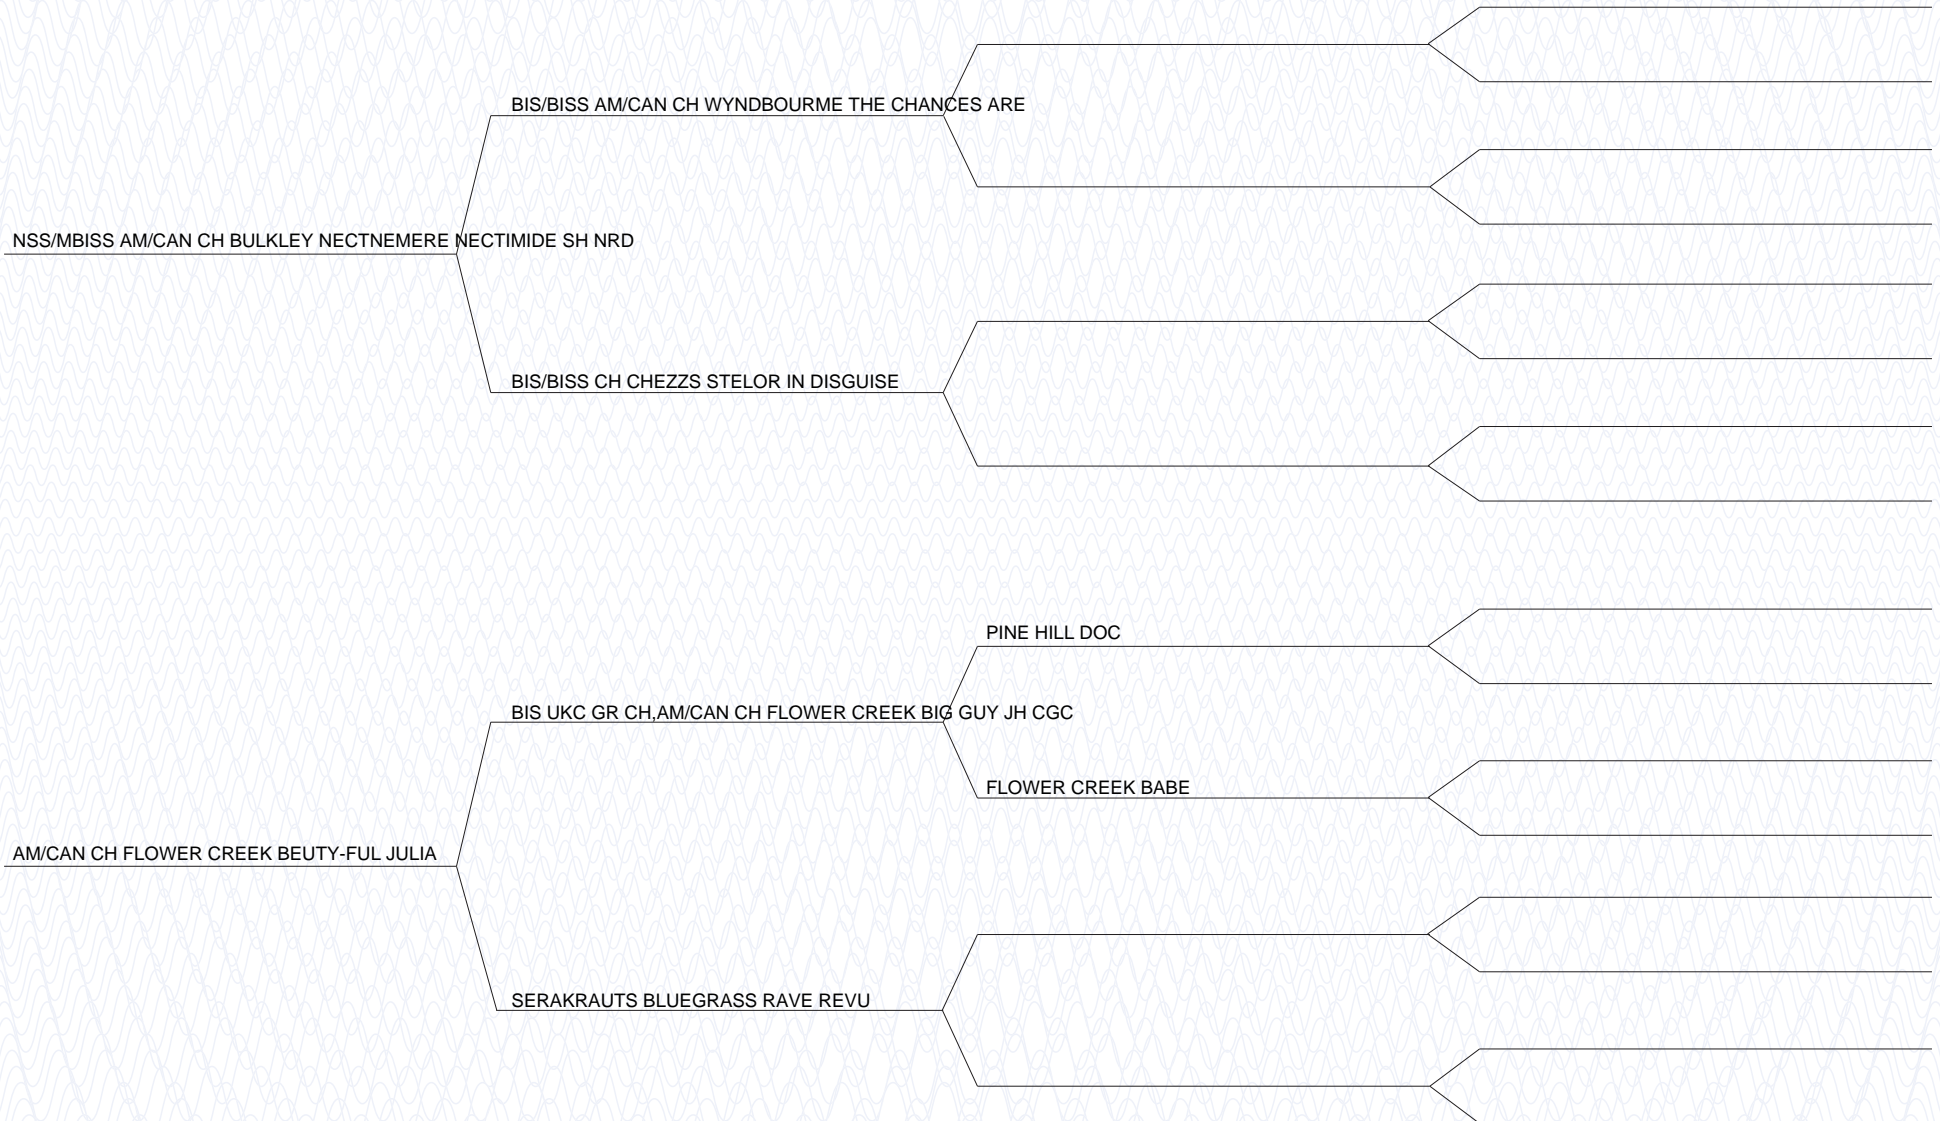 BIS/BISS AM/CAN CH WYNDBOURME THE CHANCES ARE
NSS/MBISS AM/CAN CH BULKLEY NECTNEMERE NECTIMIDE SH NRD
BIS/BISS CH CHEZZS STELOR IN DISGUISE
PINE HILL DOC
BIS UKC GR CH,AM/CAN CH FLOWER CREEK BIG GUY JH CGC
FLOWER CREEK BABE
AM/CAN CH FLOWER CREEK BEUTY-FUL JULIA
SERAKRAUTS BLUEGRASS RAVE REVU